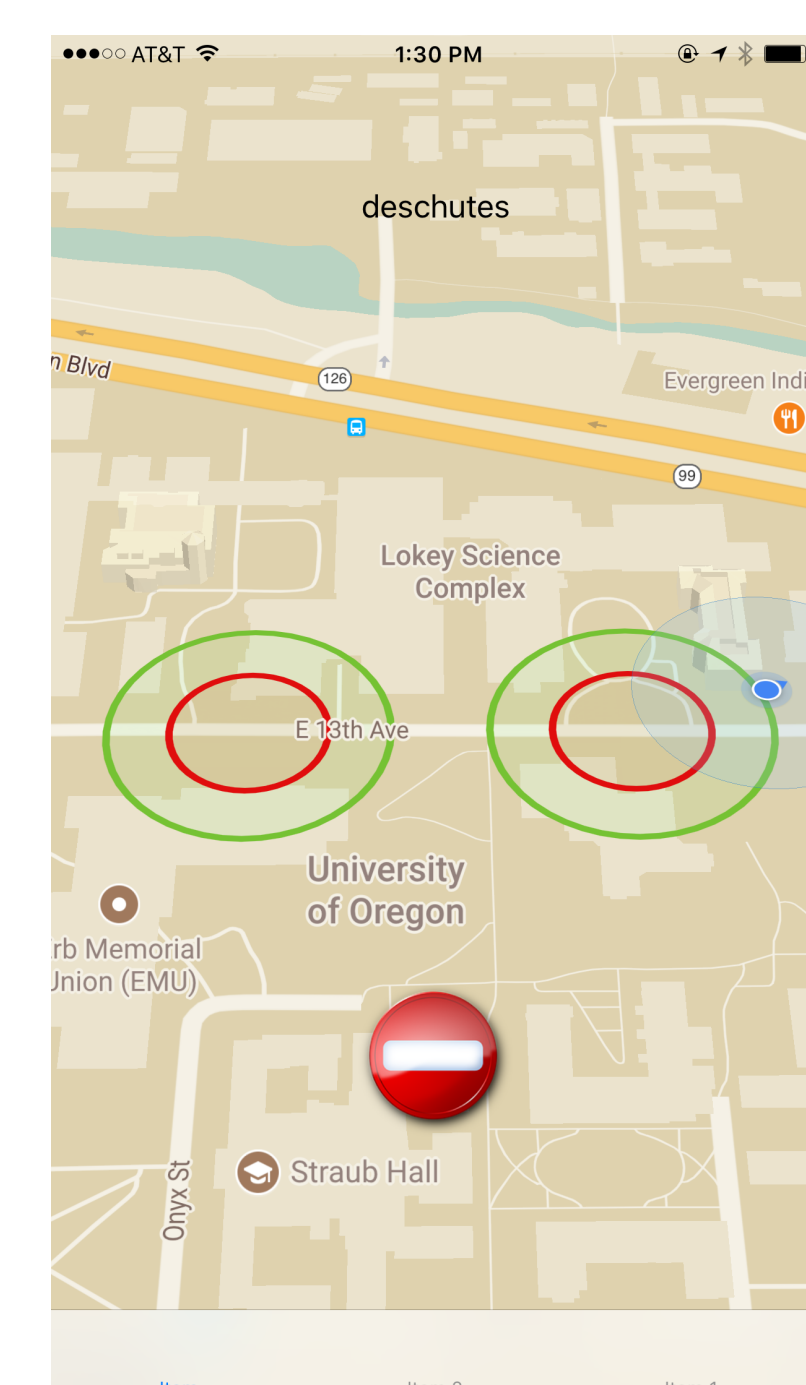 AT&T
1:30 PM
deschutes
n Blvd
126
Evergreen Indi
99
Lokey Science
Complex
E 13th Ave
University
of Oregon
rb Memorial
Union (EMU)
Straub Hall
Onyx St